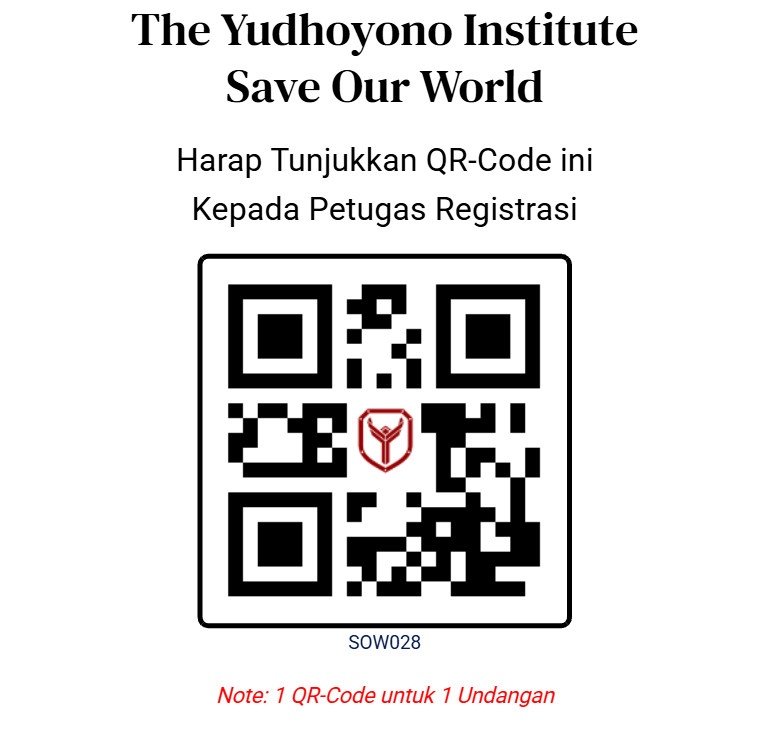 The Yudhoyono Institute
Save Our World
Harap Tunjukkan QR-Code ini
Kepada Petugas Registrasi
SOW028
Note: 1 QR-Code untuk 1 Undangan